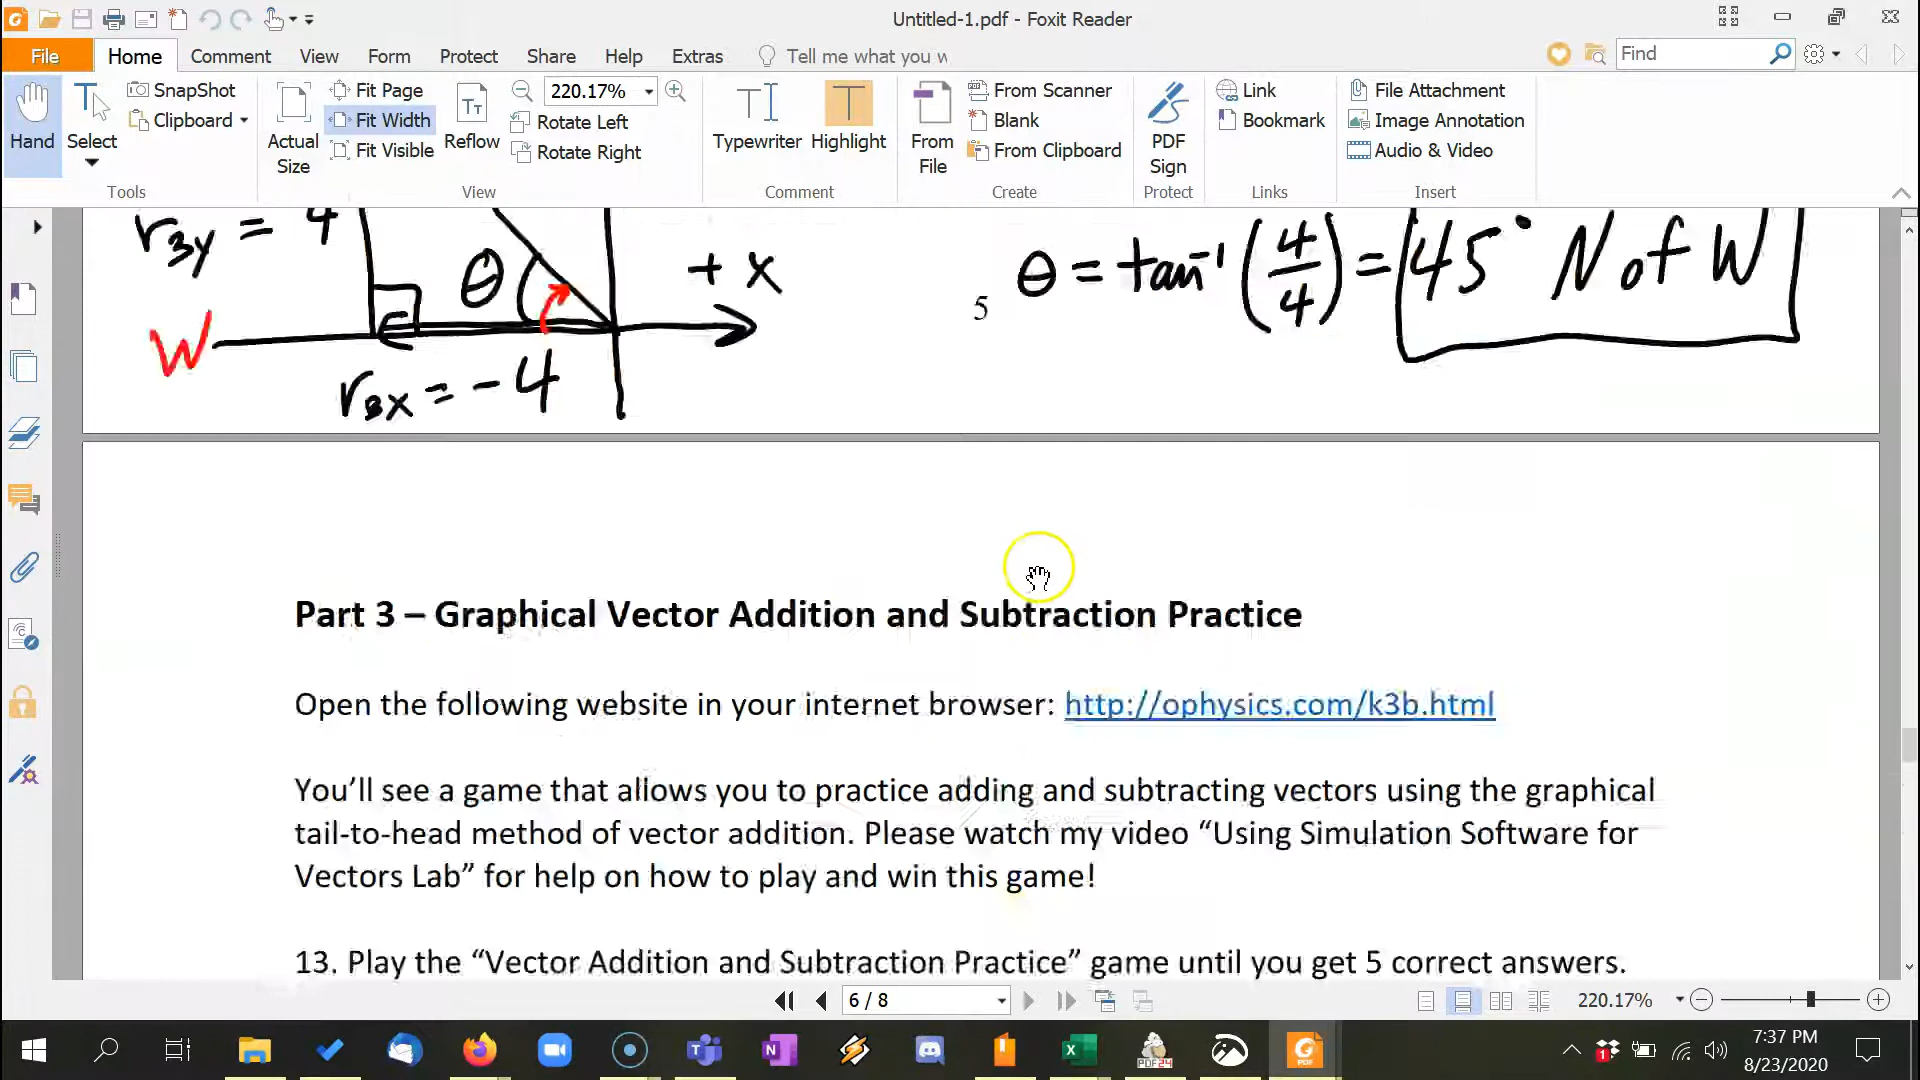 Untitled-1.pdf - Foxit Reader
File Home Comment View Form Protect Share Help Extras Tell me what you w Find
Hand Select SnapShot Clipboard
Tools
Actual Size Fit Page Fit Width Fit Visible Reflow 220.17% Rotate Left Rotate Right
View
Typewriter Highlight
Comment
From File From Scanner Blank From Clipboard
Create
PDF Sign
Protect
Link Bookmark
Links
File Attachment Image Annotation Audio & Video
Insert
r3y = 4
θ
+ x
W
r3x = -4
5
θ = tan⁻¹ (4/4) = 45° N of W
Part 3 – Graphical Vector Addition and Subtraction Practice
Open the following website in your internet browser: http://ophysics.com/k3b.html
You’ll see a game that allows you to practice adding and subtracting vectors using the graphical
tail-to-head method of vector addition. Please watch my video “Using Simulation Software for
Vectors Lab” for help on how to play and win this game!
13. Play the “Vector Addition and Subtraction Practice” game until you get 5 correct answers.
6 / 8
220.17%
7:37 PM
8/23/2020